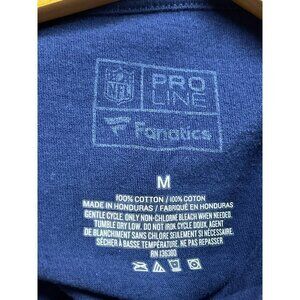 NFL
PRO
LINE
Fanatics
M
100% COTTON / 100% COTON
MADE IN HONDURAS / FABRIQUÉ EN HONDURAS
GENTLE CYCLE. ONLY NON-CHLORINE BLEACH WHEN NEEDED.
TUMBLE DRY LOW. DO NOT IRON. CYCLE DOUX. AGENT
DE BLANCHIMENT SANS CHLORE SEULEMENT SI NÉCESSAIRE.
SÉCHER À BASSE TEMPÉRATURE. NE PAS REPASSER
RN 136380